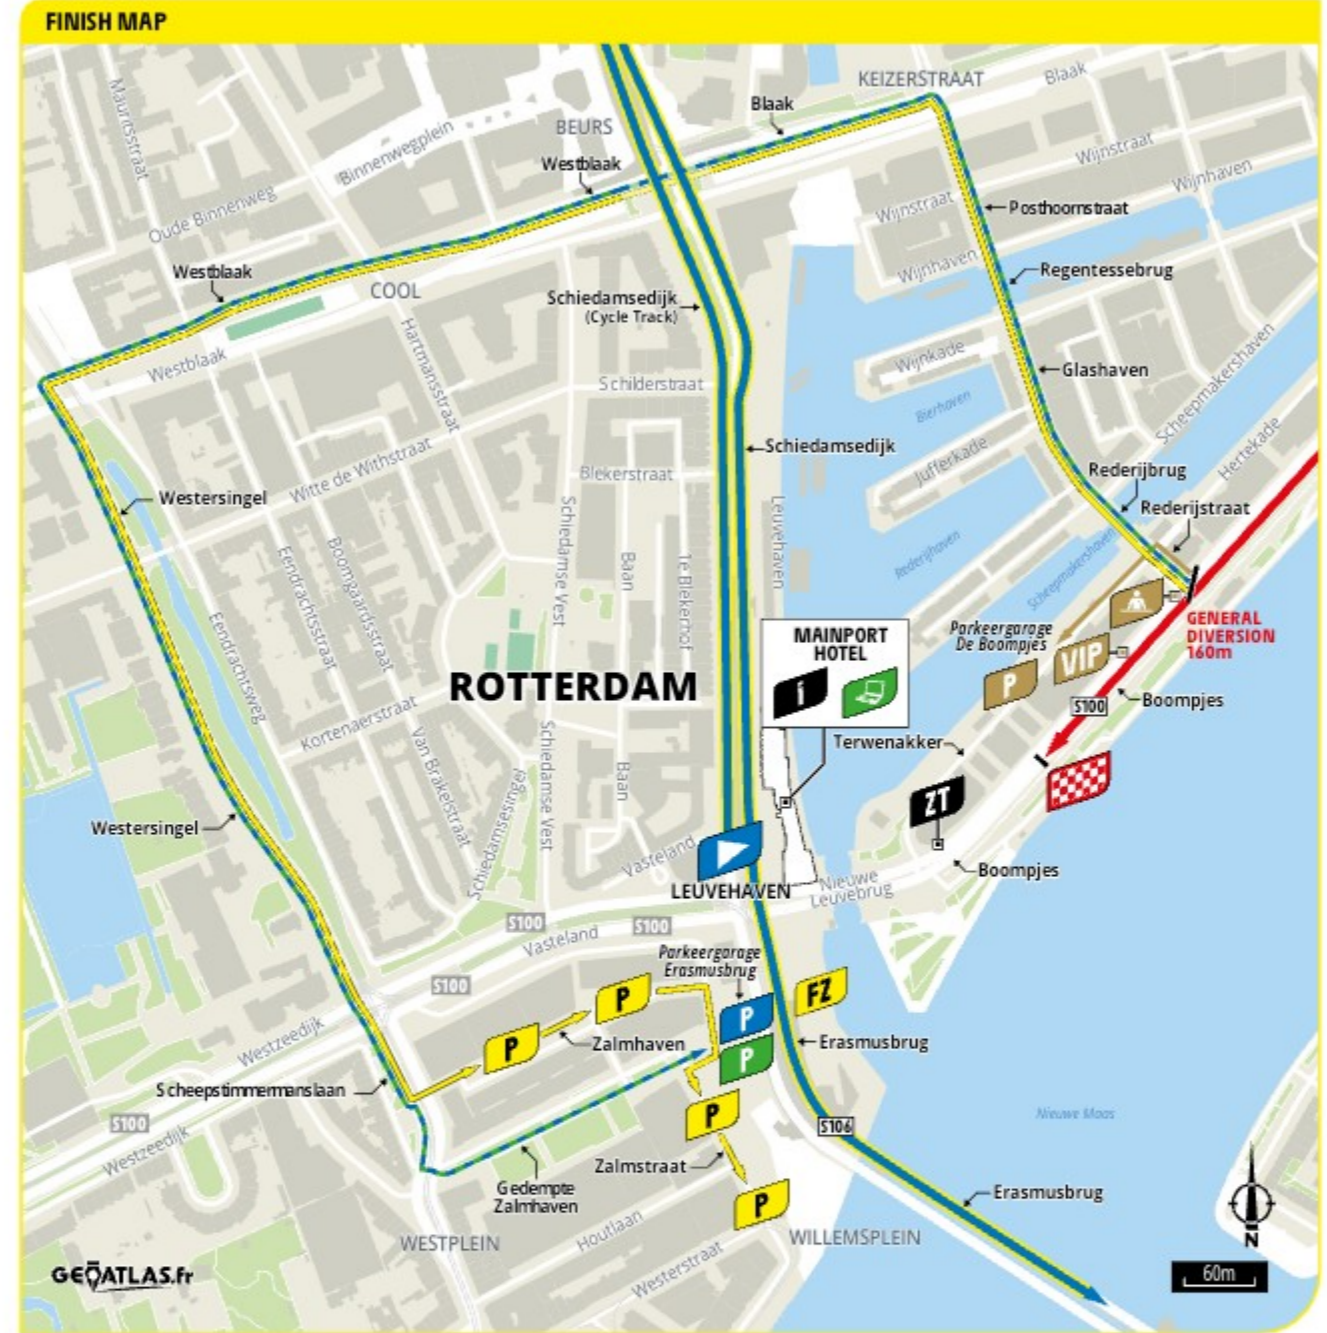 FINISH MAP
KEIZERSTRAAT
Blaak
Mauritsstraat
Blaak
BEURS
Binnenwegplein
Westblaak
Wijnstraat
Wijnhaven
Oude Binnenweg
Wijnstraat
Posthoornstraat
Westblaak
Wijnhaven
Regentessebrug
COOL
Schiedamsedijk
(Cycle Track)
Hartmansstraat
Westblaak
Wijnkade
Glashaven
Scheepmakershaven
Schilderstraat
Bierhaven
Hertekade
Schiedamsedijk
Jufferkade
Witte de Withstraat
Blekerstraat
Rederijbrug
Westersingel
Rederijstraat
Schiedamse Vest
Leuvehaven
Eendrachtsstraat
Boomgaardsstraat
Baan
1e Blekerhof
Rederijhaven
Scheepmakershaven
Eendrachtsweg
MAINPORT
HOTEL
i
Parkeergarage
De Boompjes
GENERAL
DIVERSION
160m
VIP
P
ROTTERDAM
S100
Boompjes
Kortenaerstraat
Van Brakelstraat
Schiedamse Vest
Terwenakker
Baan
Schiedamsesingel
ZT
Westersingel
Vasteland
Boompjes
LEUVEHAVEN
Nieuwe
Leuvebrug
S100
S100
Vasteland
Parkeergarage
Erasmusbrug
S100
P
FZ
P
Westzeedijk
P
Zalmhaven
Erasmusbrug
P
Scheepstimmermanslaan
P
S100
Nieuwe Maas
S106
Westzeedijk
Zalmstraat
Gedempte
Zalmhaven
Erasmusbrug
P
WESTPLEIN
Houtlaan
WILLEMSPLEIN
N
Westerstraat
GEOATLAS.fr
60m